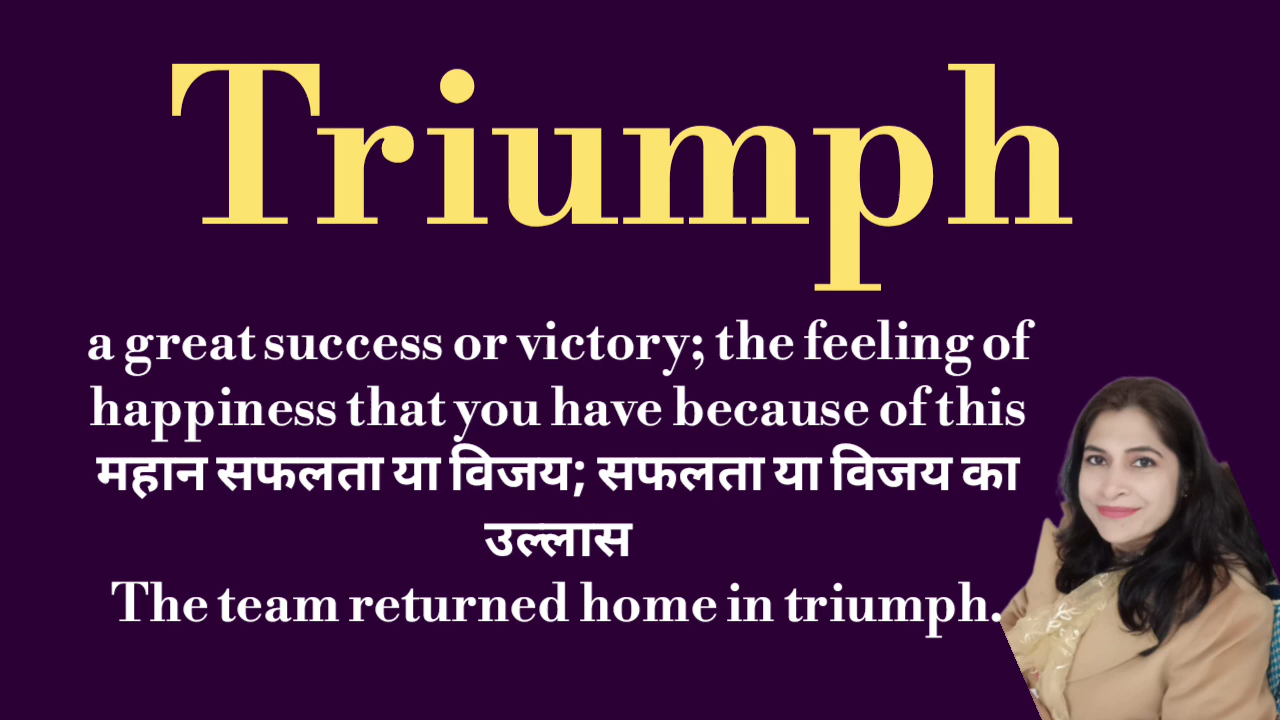 Triumph
a great success or victory; the feeling of
happiness that you have because of this
महान सफलता या विजय; सफलता या विजय का
उल्लास
The team returned home in triumph.